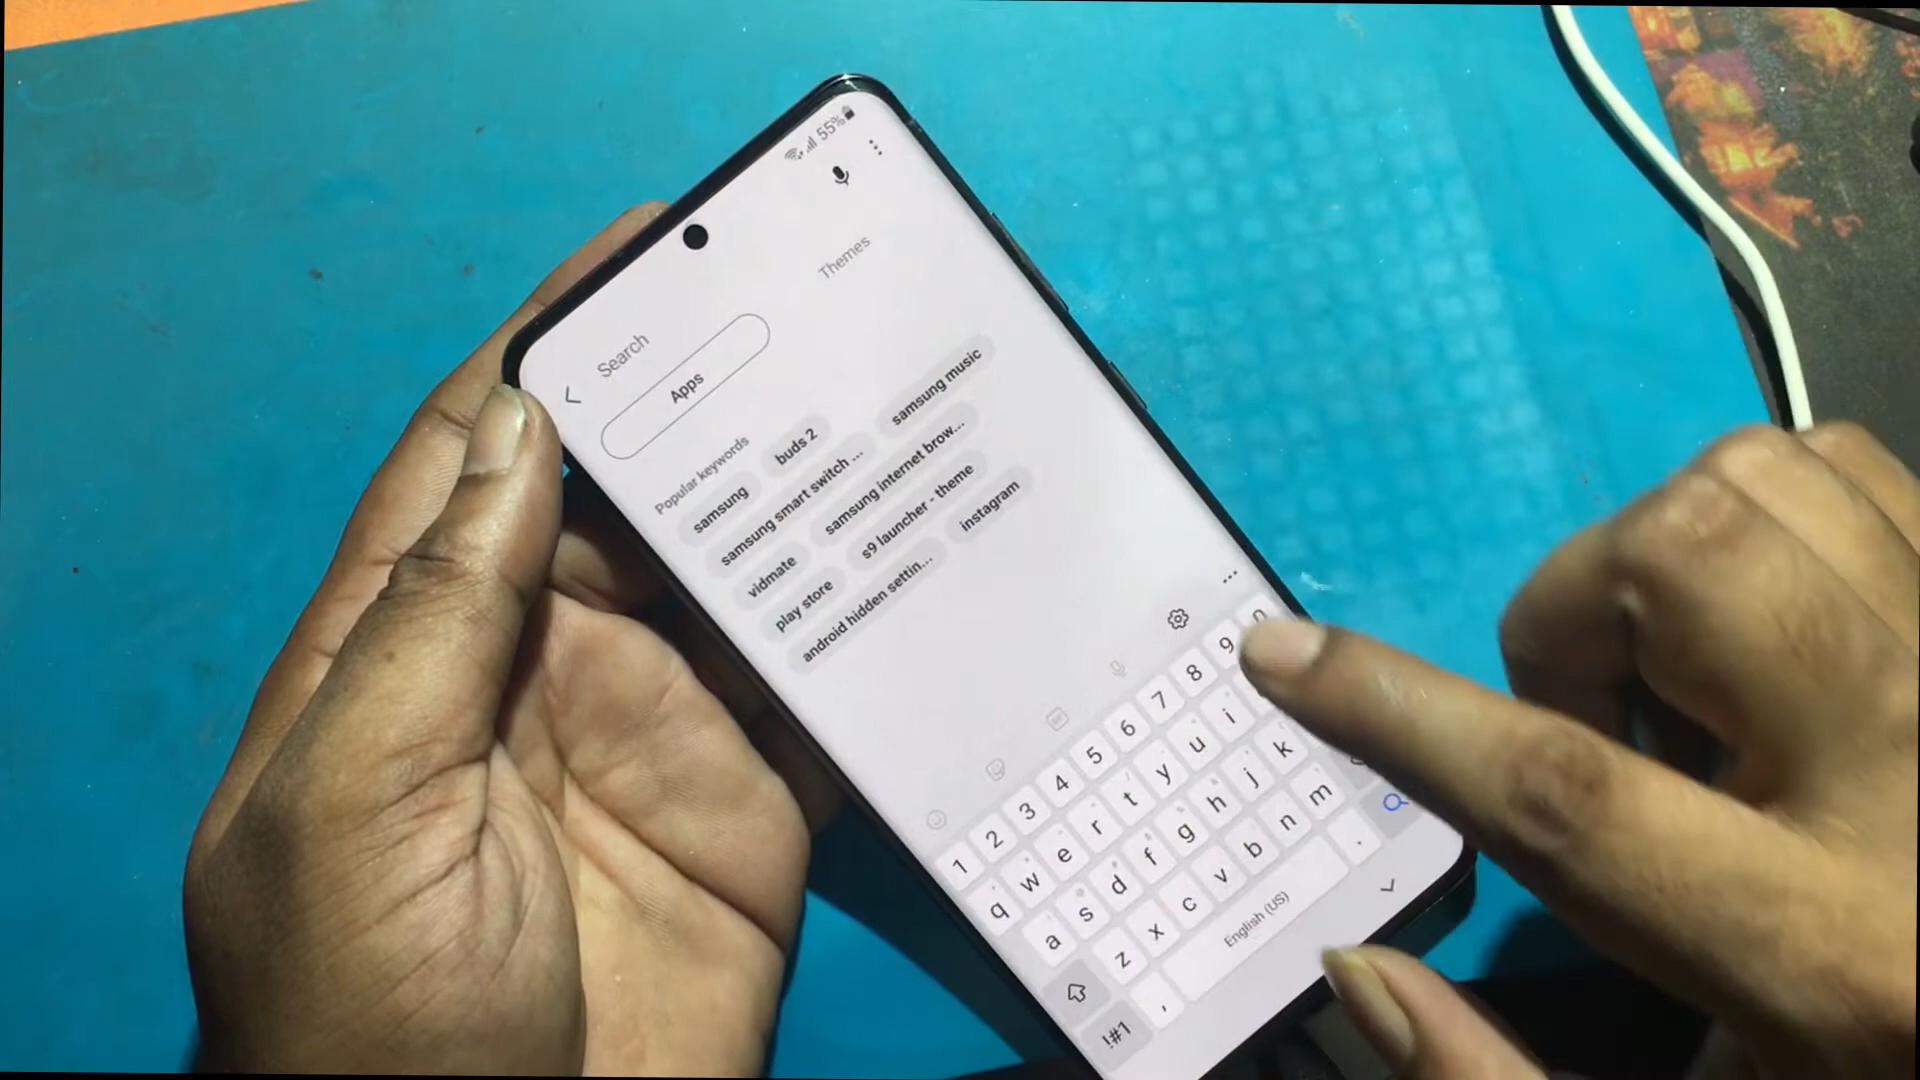 55%
Search
Apps Themes
Popular keywords
samsung buds 2
samsung smart switch ... samsung music
vidmate samsung internet brow...
play store s9 launcher - theme
android hidden settin... instagram
1 2 3 4 5 6 7 8 9
q w e r t y u i
a s d f g h j k
z x c v b n m
!#1 , English (US) .